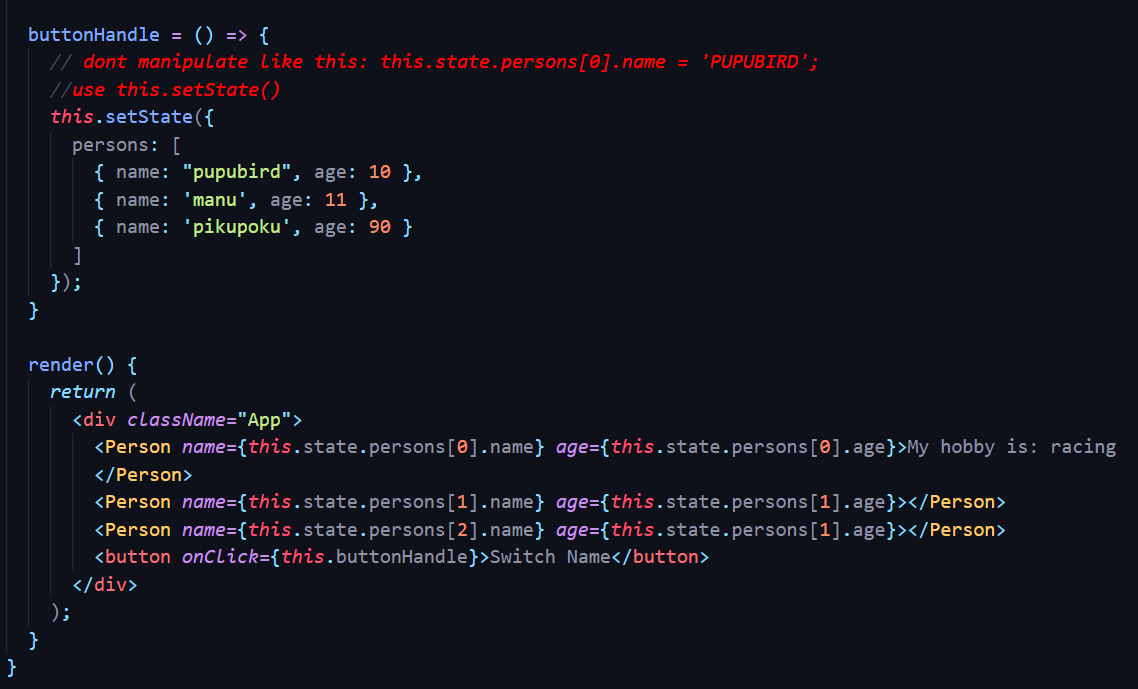 buttonHandle = () => {
// dont manipulate like this: this.state.persons[0].name = 'PUPUBIRD';
//use this.setState()
this.setState({
persons: [
{ name: "pupubird", age: 10 },
{ name: 'manu', age: 11 },
{ name: 'pikupoku', age: 90 }
]
});
}
render() {
return (
<div className="App">
<Person name={this.state.persons[0].name} age={this.state.persons[0].age}>My hobby is: racing
</Person>
<Person name={this.state.persons[1].name} age={this.state.persons[1].age}></Person>
<Person name={this.state.persons[2].name} age={this.state.persons[1].age}></Person>
<button onClick={this.buttonHandle}>Switch Name</button>
</div>
);
}
}